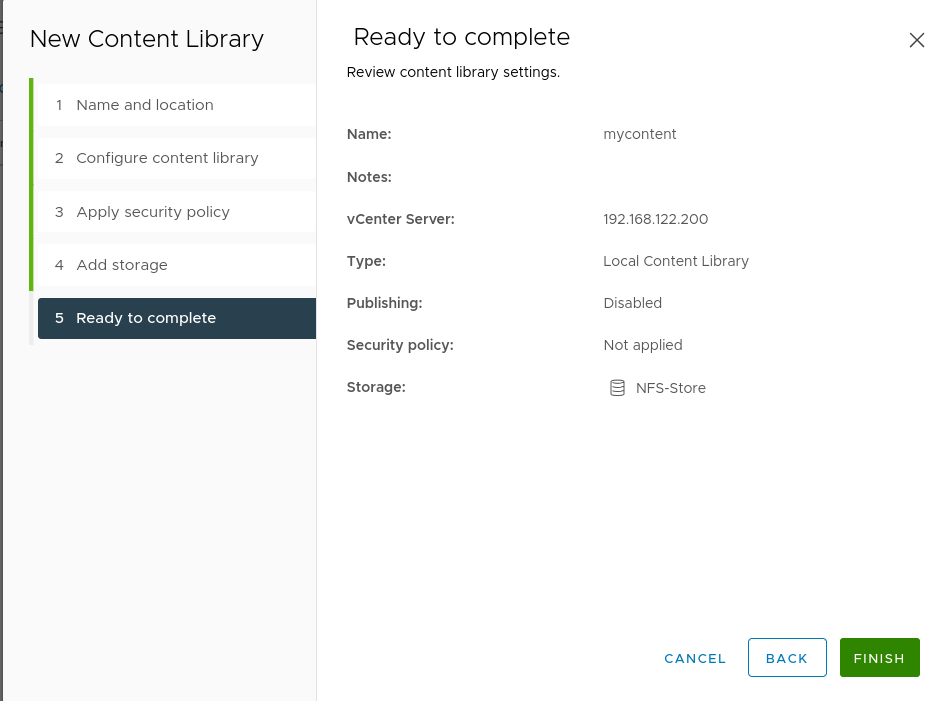 New Content Library
1 Name and location
2 Configure content library
3 Apply security policy
4 Add storage
5 Ready to complete
Ready to complete
Review content library settings.
Name: mycontent
Notes:
vCenter Server: 192.168.122.200
Type: Local Content Library
Publishing: Disabled
Security policy: Not applied
Storage: NFS-Store
CANCEL BACK FINISH